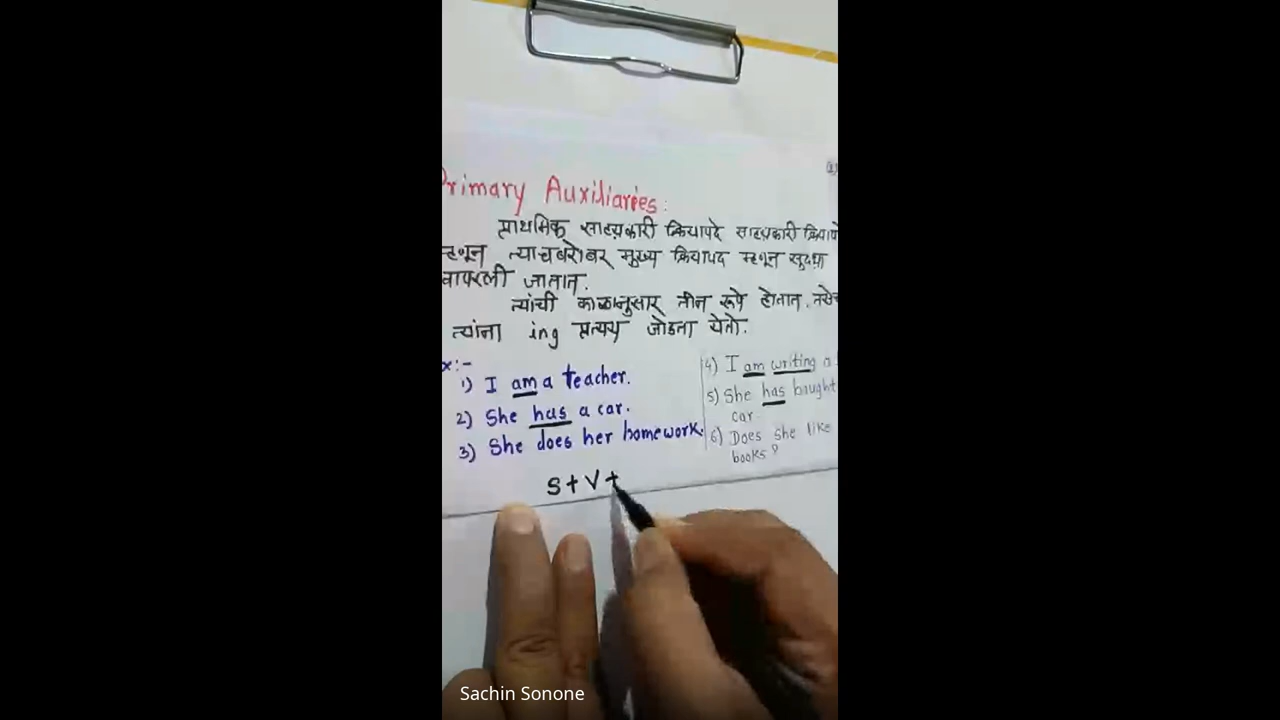 Primary Auxiliaries:
प्राथमिक साहय्यकारी क्रियापदे साहय्यकारी
म्हणून त्याचबरोबर मुख्य क्रियापद म्हणून सुद्धा
वापरली जातात.
त्यांची काळानुसार तीन रूपे होतात. तसेच
त्यांना ing प्रत्यय जोडता येतो.
x:-
1) I am a teacher.
2) She has a car.
3) She does her homework.
4) I am writing a
5) She has bought
car.
6) Does she like
books?
S+V+
Sachin Sonone